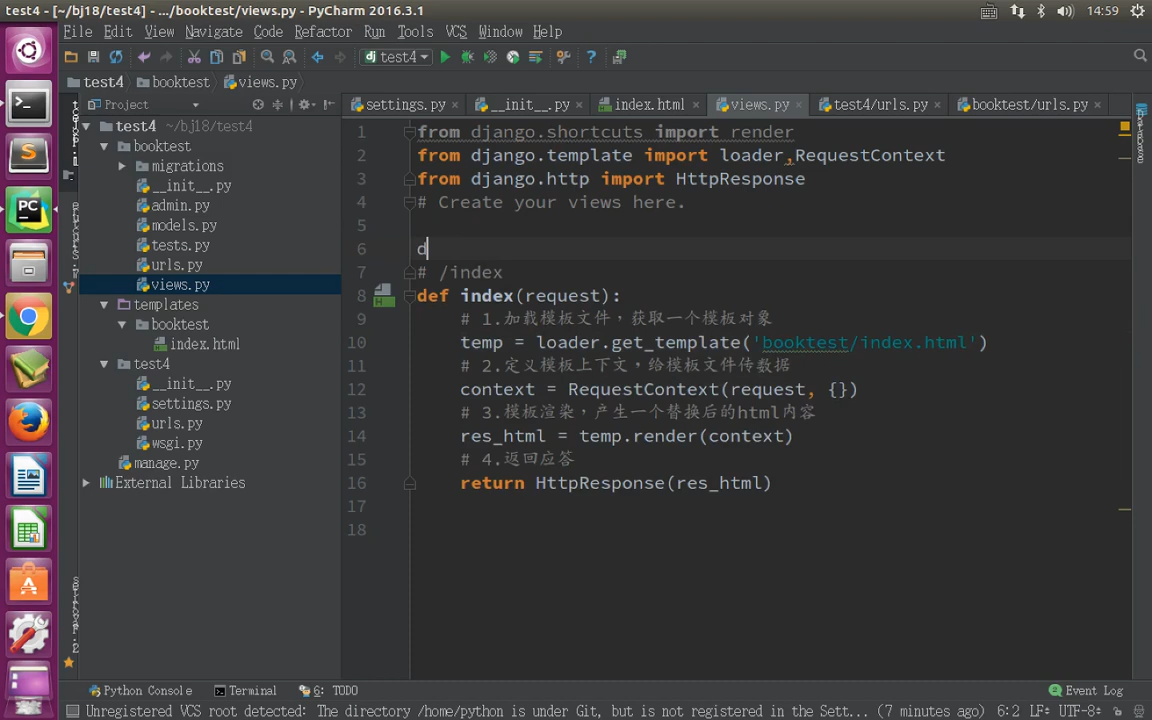 test4 - [~/bj18/test4] - .../booktest/views.py - PyCharm 2016.3.1
14:59
File Edit View Navigate Code Refactor Run Tools VCS Window Help
dj test4
test4 booktest views.py
Project
settings.py × __init__.py × index.html × views.py × test4/urls.py × booktest/urls.py ×
test4 ~/bj18/test4
booktest
migrations
__init__.py
admin.py
models.py
tests.py
urls.py
views.py
templates
booktest
index.html
test4
__init__.py
settings.py
urls.py
wsgi.py
manage.py
External Libraries
1 from django.shortcuts import render
2 from django.template import loader,RequestContext
3 from django.http import HttpResponse
4 # Create your views here.
5
6 d
7 # /index
8 def index(request):
9 # 1.加载模板文件，获取一个模板对象
10 temp = loader.get_template('booktest/index.html')
11 # 2.定义模板上下文，给模板文件传数据
12 context = RequestContext(request, {})
13 # 3.模板渲染，产生一个替换后的html内容
14 res_html = temp.render(context)
15 # 4.返回应答
16 return HttpResponse(res_html)
17
18
Python Console Terminal 6: TODO Event Log
Unregistered VCS root detected: The directory /home/python is under Git, but is not registered in the Sett... (7 minutes ago) 6:2 LF÷ UTF-8÷